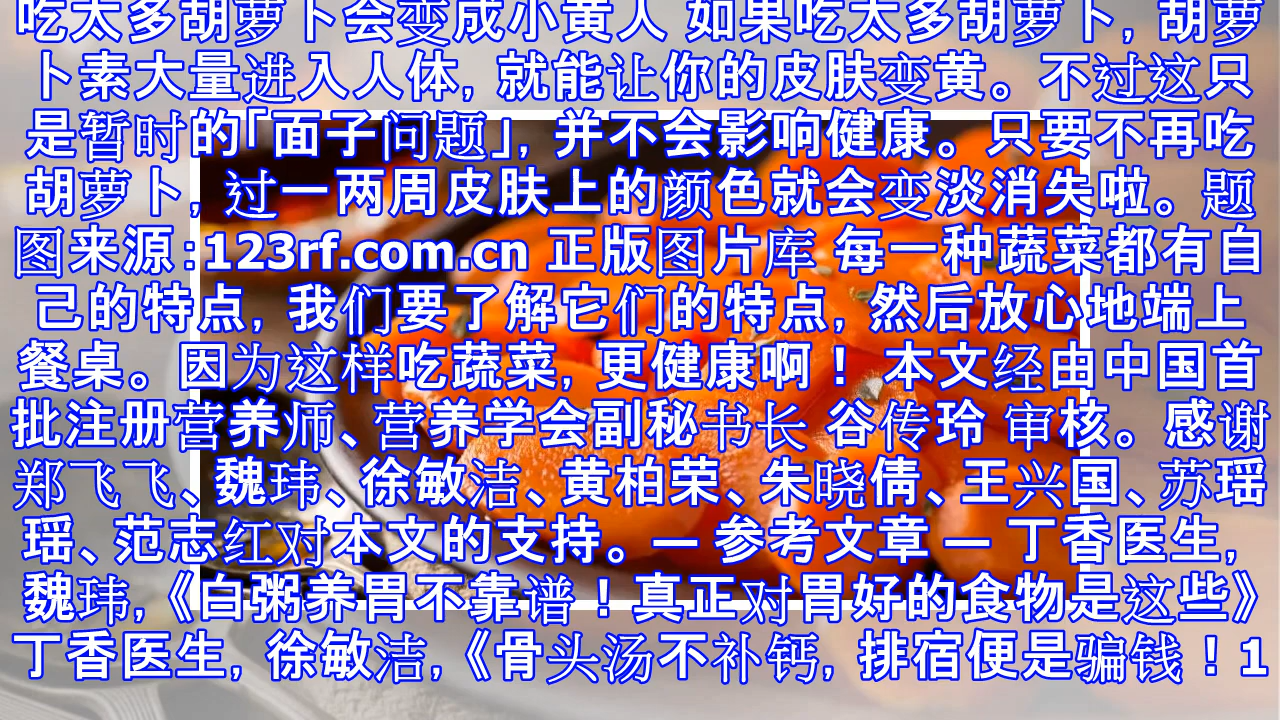 吃太多胡萝卜会变成小黄人 如果吃太多胡萝卜, 胡萝
卜素大量进入人体, 就能让你的皮肤变黄。不过这只
是暂时的「面子问题」, 并不会影响健康。只要不再吃
胡萝卜, 过一两周皮肤上的颜色就会变淡消失啦。题
图来源:123rf.com.cn 正版图片库 每一种蔬菜都有自
己的特点, 我们要了解它们的特点, 然后放心地端上
餐桌。因为这样吃蔬菜, 更健康啊！ 本文经由中国首
批注册营养师、营养学会副秘书长 谷传玲 审核。感谢
郑飞飞、魏玮、徐敏洁、黄柏荣、朱晓倩、王兴国、苏瑶
瑶、范志红对本文的支持。— 参考文章 — 丁香医生,
魏玮,《白粥养胃不靠谱！真正对胃好的食物是这些》
丁香医生, 徐敏洁,《骨头汤不补钙, 排宿便是骗钱！1